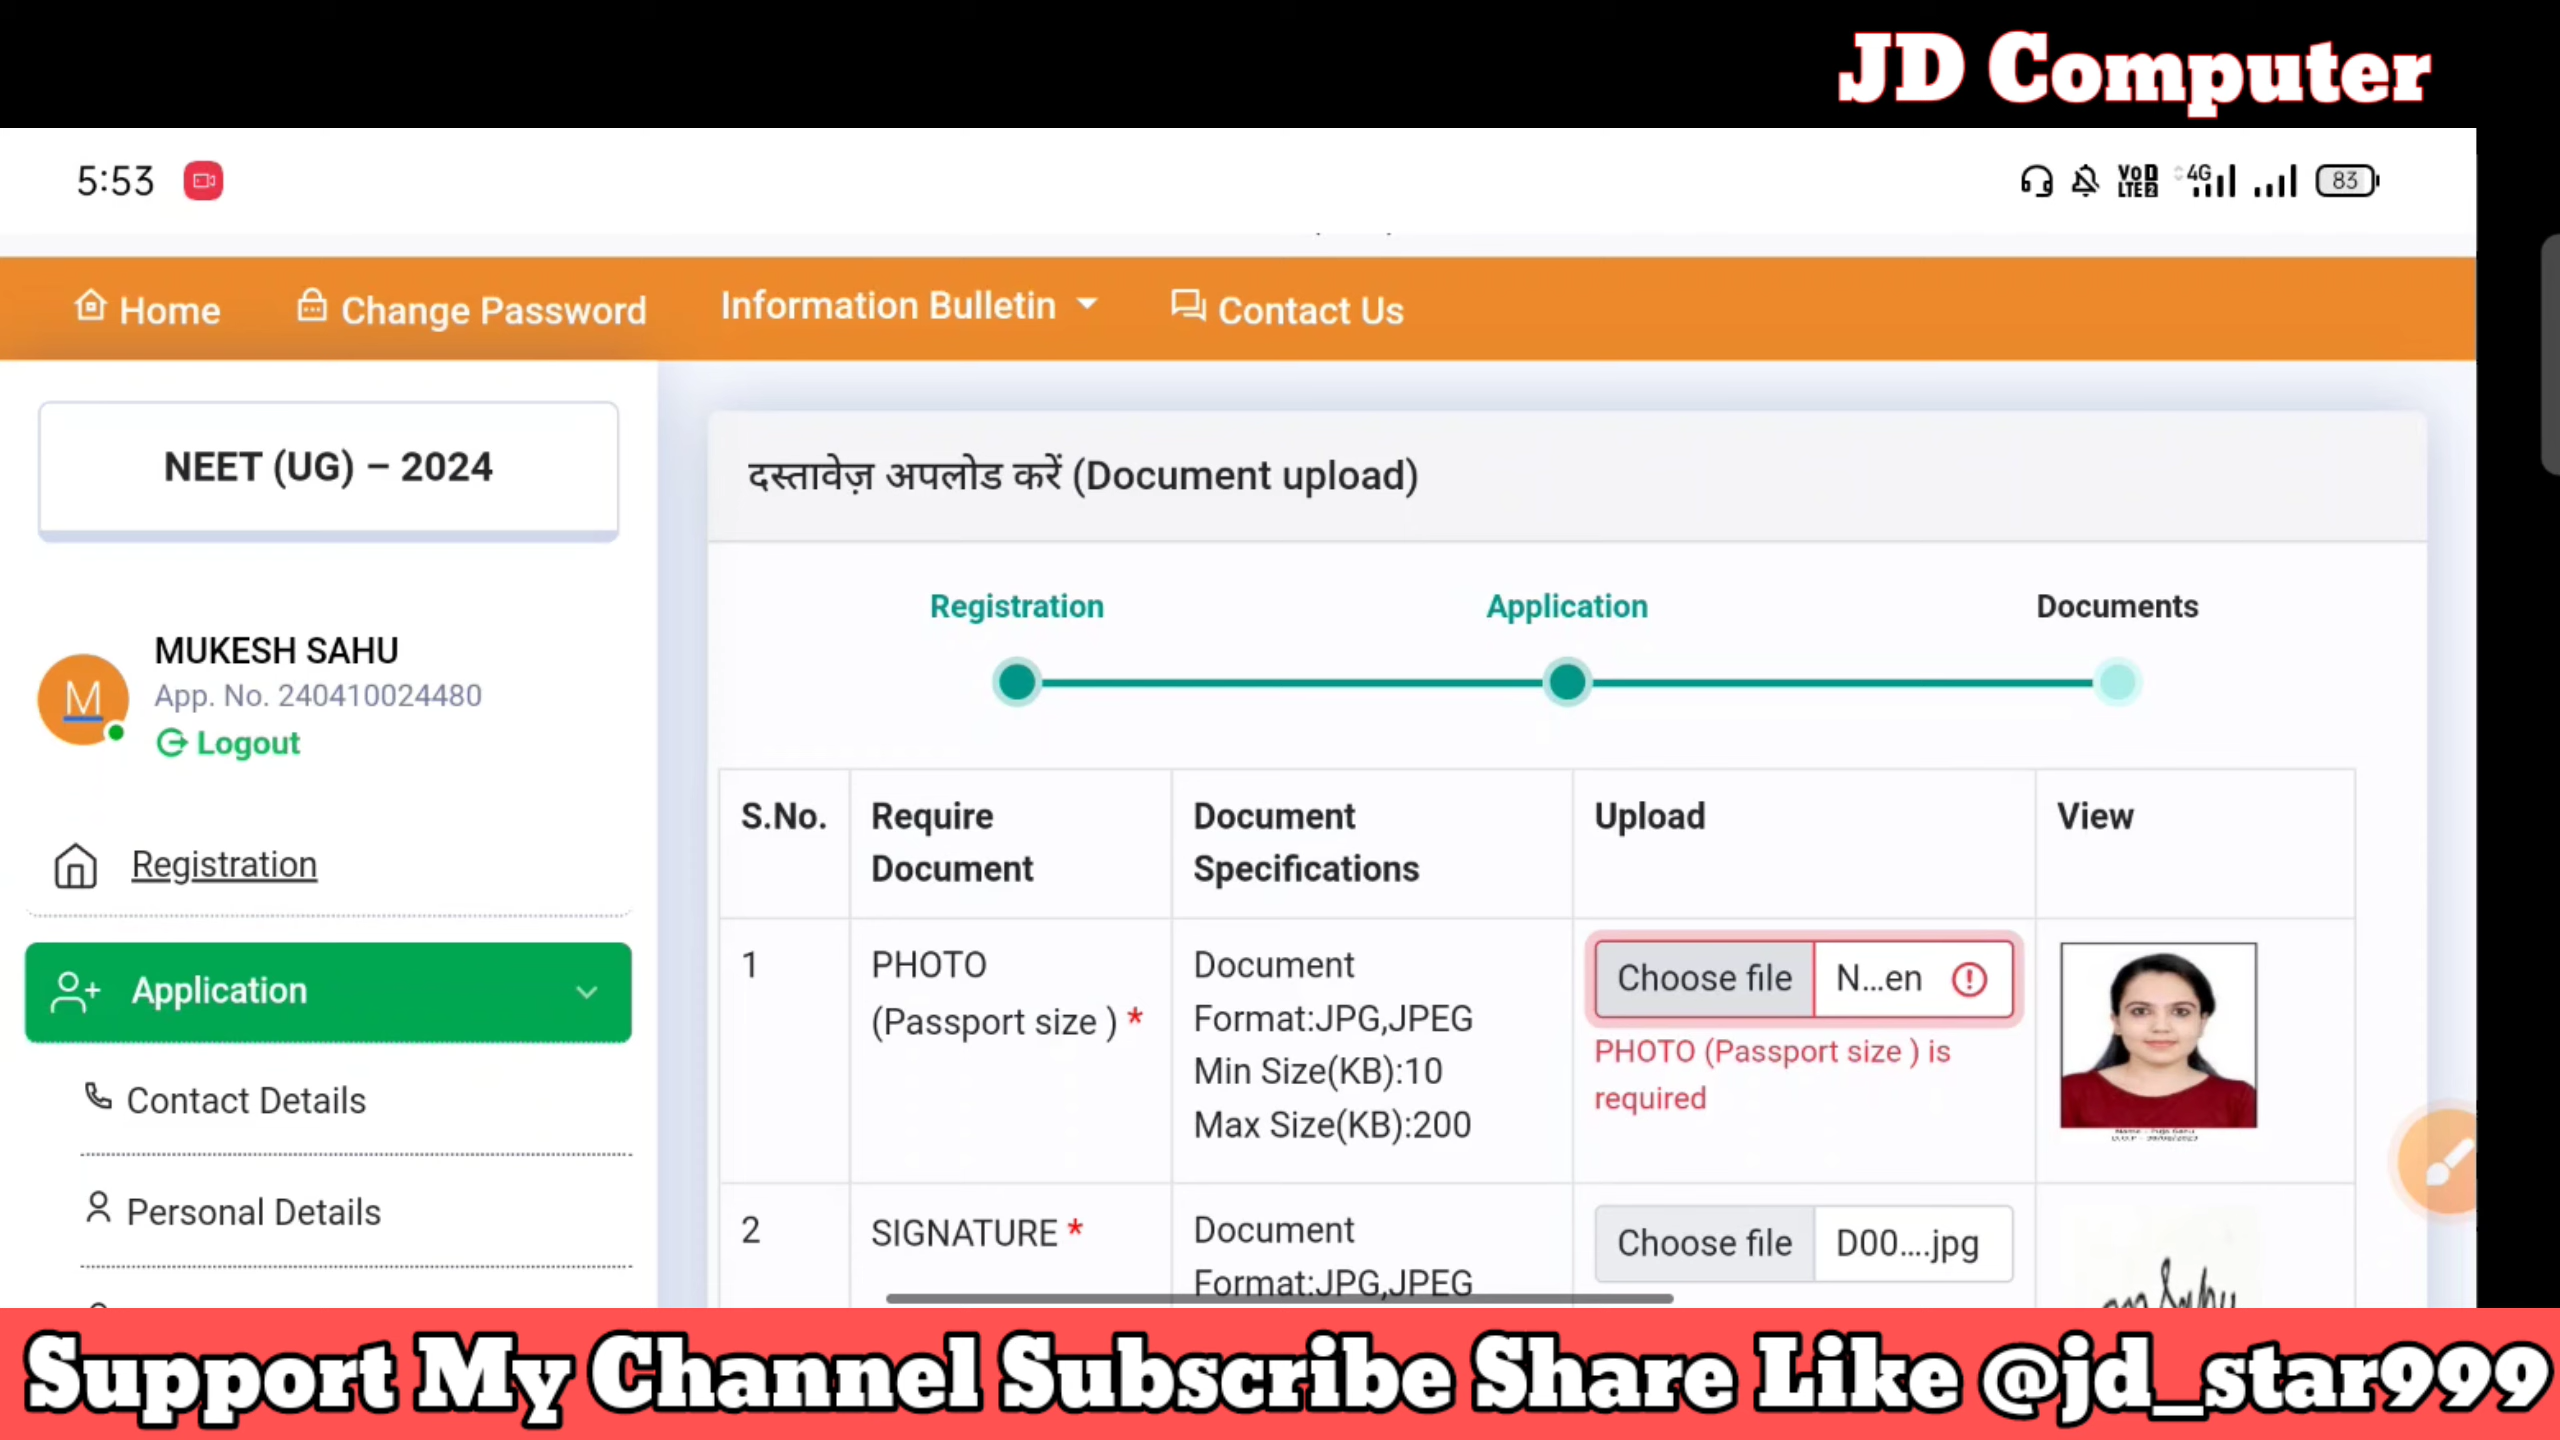 JD Computer
5:53
VoD
LTE2
4G
83
Home
Change Password
Information Bulletin
Contact Us
NEET (UG) – 2024
दस्तावेज़ अपलोड करें (Document upload)
Registration
Application
Documents
M
MUKESH SAHU
App. No. 240410024480
Logout
Registration
Application
Contact Details
Personal Details
S.No.
Require
Document
Document
Specifications
Upload
View
1
PHOTO
(Passport size ) *
Document
Format:JPG,JPEG
Min Size(KB):10
Max Size(KB):200
Choose file
N...en
PHOTO (Passport size ) is
required
2
SIGNATURE *
Document
Format:JPG,JPEG
Choose file
D00....jpg
Support My Channel Subscribe Share Like @jd_star999